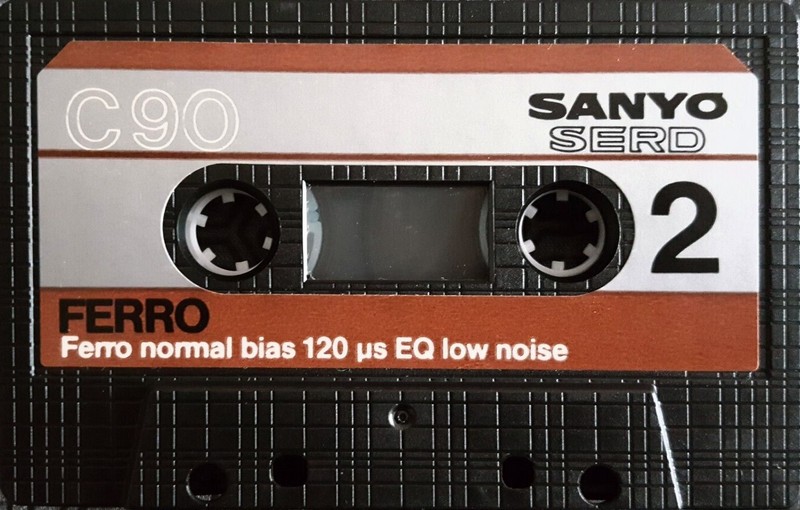 C90
SANYO
SERD
2
FERRO
Ferro normal bias 120 µs EQ low noise